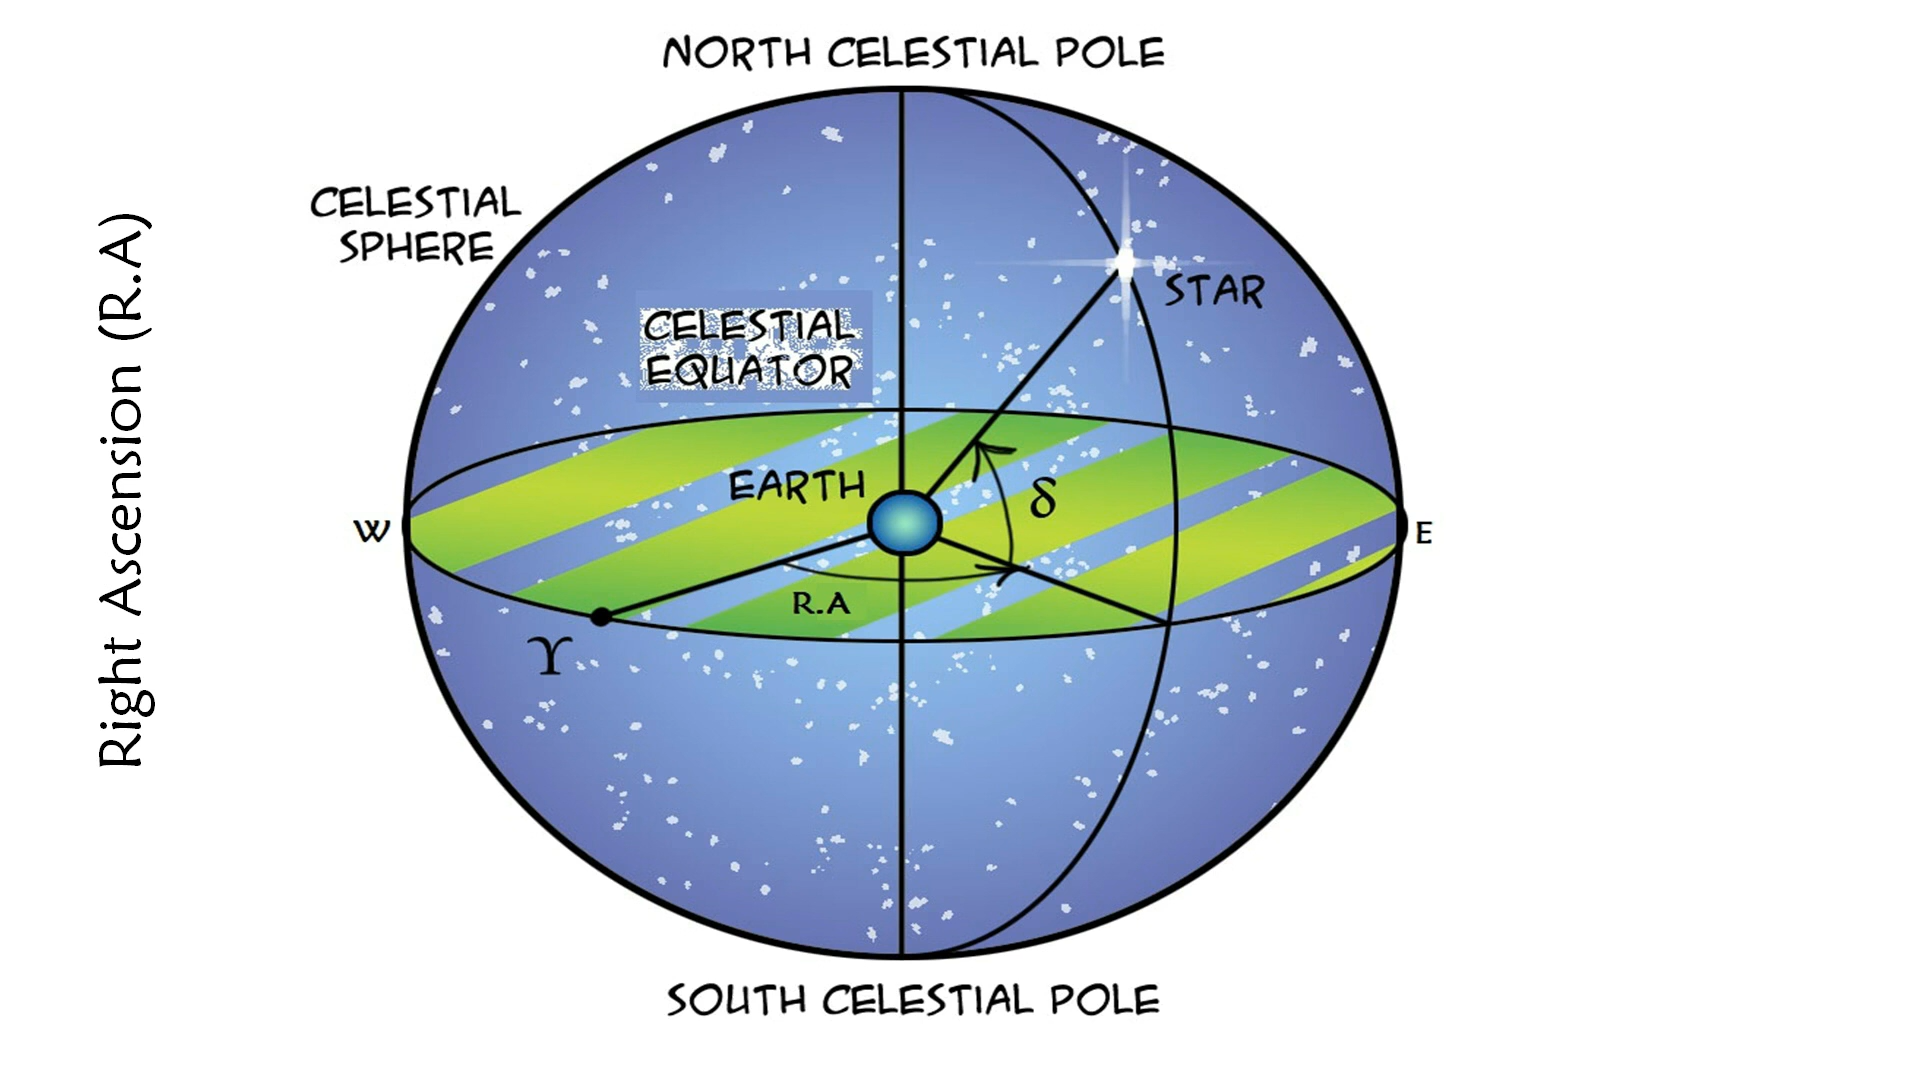 NORTH CELESTIAL POLE
CELESTIAL
SPHERE
CELESTIAL
EQUATOR
STAR
EARTH
δ
W
E
R.A
♈
Right Ascension (R.A)
SOUTH CELESTIAL POLE